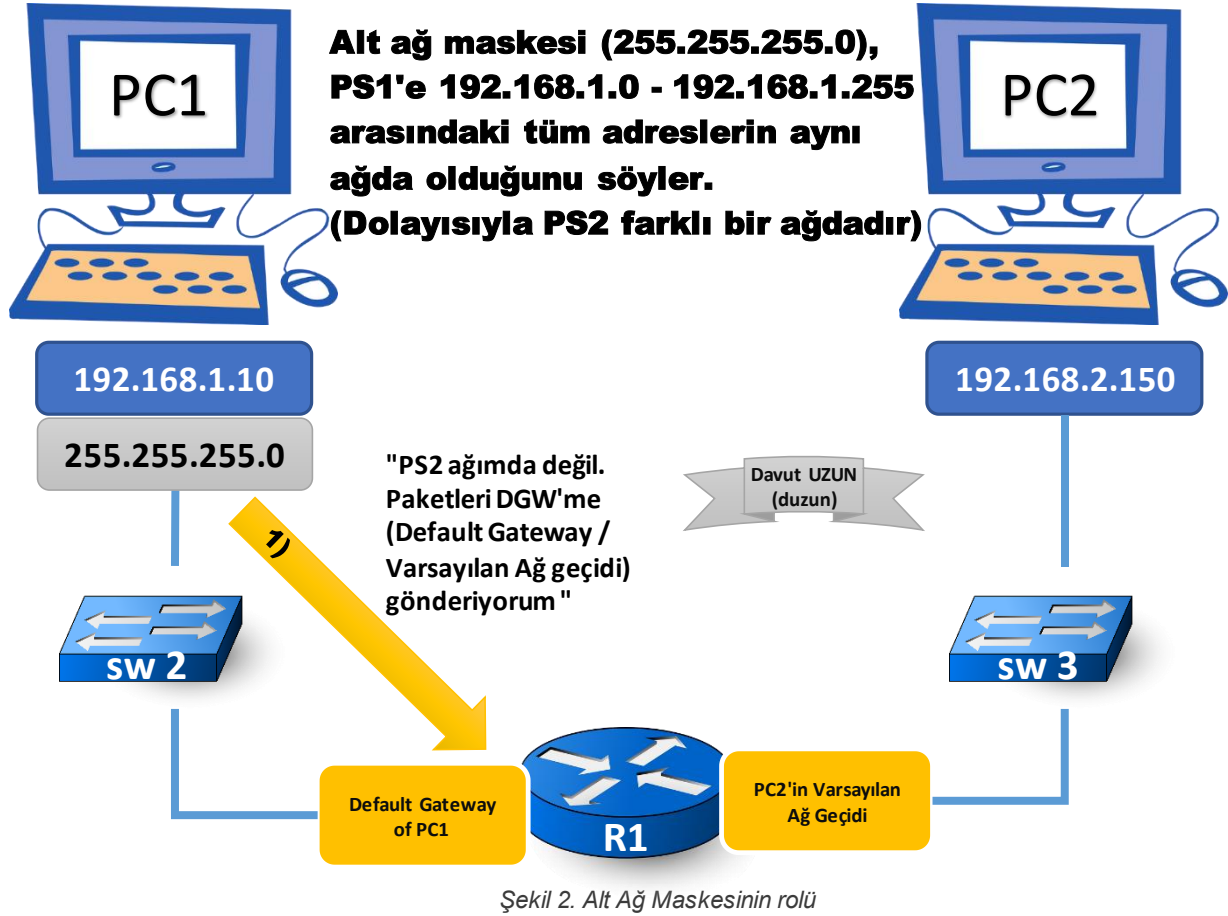 PC1
Alt ağ maskesi (255.255.255.0),
PS1'e 192.168.1.0 - 192.168.1.255
arasındaki tüm adreslerin aynı
ağda olduğunu söyler.
(Dolayısıyla PS2 farklı bir ağdadır)
PC2
192.168.1.10
255.255.255.0
192.168.2.150
"PS2 ağımda değil.
Paketleri DGW'me
(Default Gateway /
Varsayılan Ağ geçidi)
gönderiyorum "
Davut UZUN
(duzun)
1)
SW 2
SW 3
Default Gateway
of PC1
R1
PC2'in Varsayılan
Ağ Geçidi
Şekil 2. Alt Ağ Maskesinin rolü